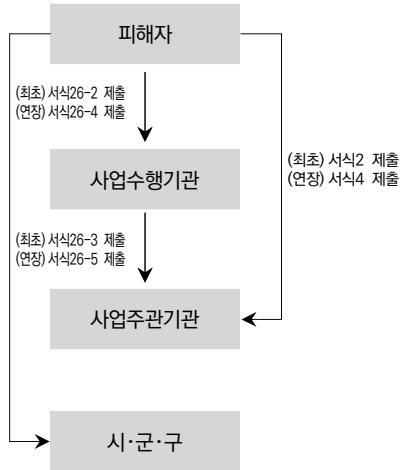 피해자
(최초) 서식26-2 제출
(연장) 서식26-4 제출
(최초) 서식2 제출
(연장) 서식4 제출
사업수행기관
(최초) 서식26-3 제출
(연장) 서식26-5 제출
사업주관기관
시·군·구